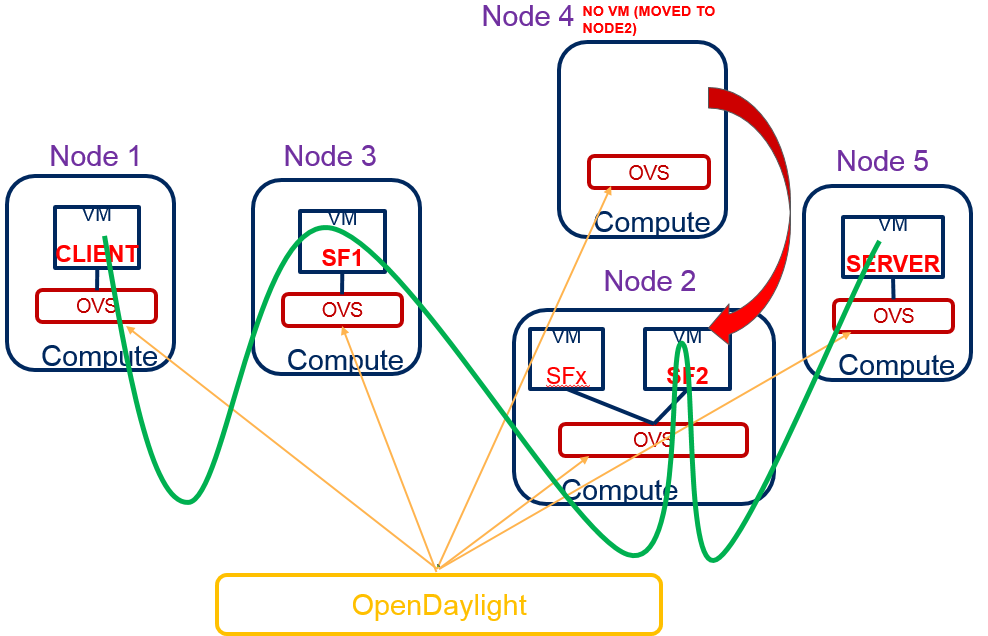 Node 4
NO VM (MOVED TO
NODE2)
OVS
Compute
Node 1
VM
CLIENT
OVS
Compute
Node 3
VM
SF1
OVS
Compute
Node 5
VM
SERVER
OVS
Compute
Node 2
VM
SFx
VM
SF2
OVS
Compute
OpenDaylight